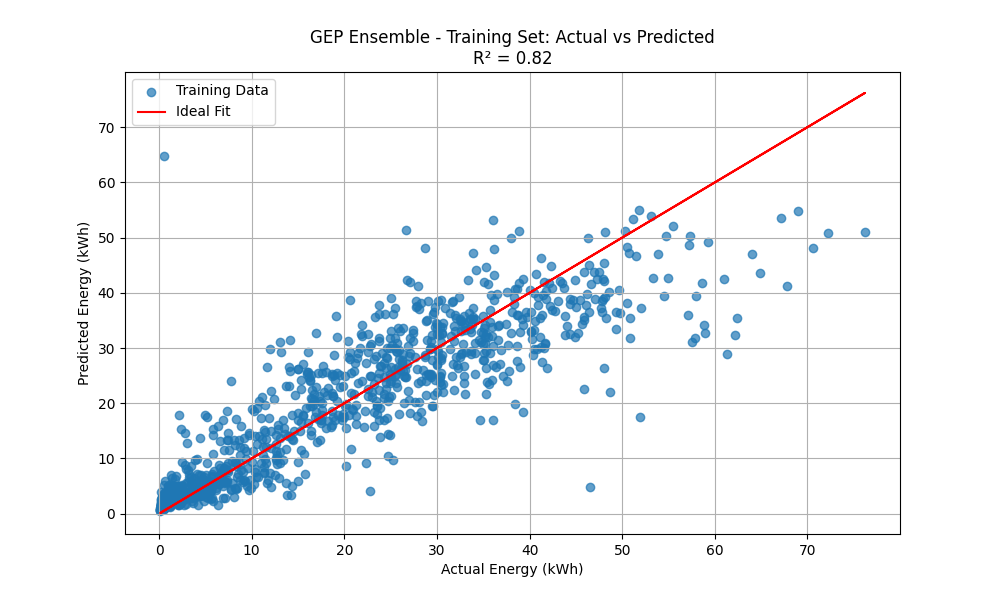 GEP Ensemble - Training Set: Actual vs Predicted
R² = 0.82
Training Data
Ideal Fit
Predicted Energy (kWh)
70
60
50
40
30
20
10
0
0 10 20 30 40 50 60 70
Actual Energy (kWh)